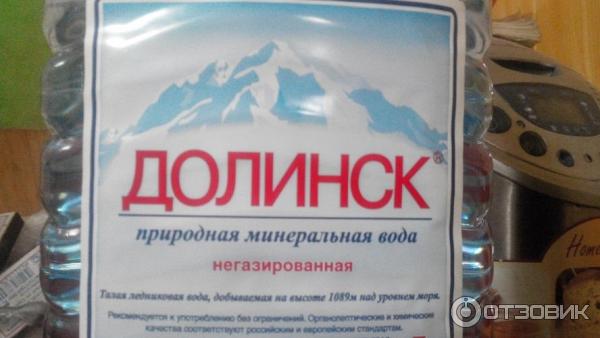 ДОЛИНСК®
природная минеральная вода
негазированная
Талая ледниковая вода, добываемая на высоте 1089м над уровнем моря.
Рекомендуется к употреблению без ограничений. Органолептические и химические
качества соответствуют российским и европейским стандартам.
Home
ОТЗОВИК